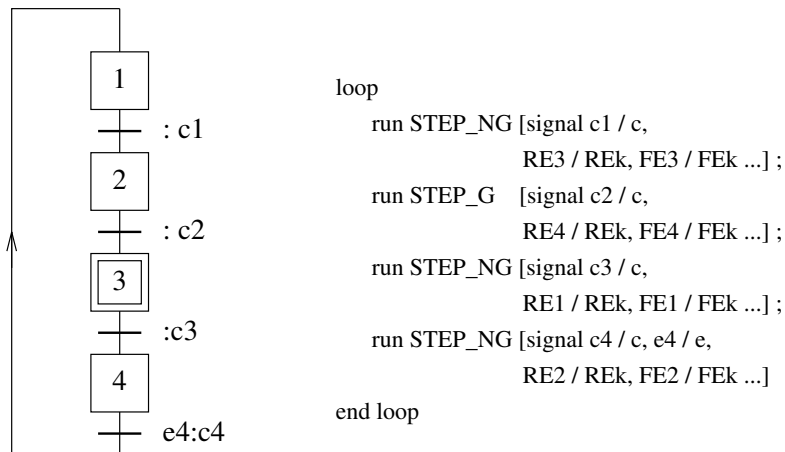 1
: c1
2
: c2
3
:c3
4
e4:c4
loop
run STEP_NG [signal c1 / c,
RE3 / REk, FE3 / FEk ...] ;
run STEP_G [signal c2 / c,
RE4 / REk, FE4 / FEk ...] ;
run STEP_NG [signal c3 / c,
RE1 / REk, FE1 / FEk ...] ;
run STEP_NG [signal c4 / c, e4 / e,
RE2 / REk, FE2 / FEk ...]
end loop